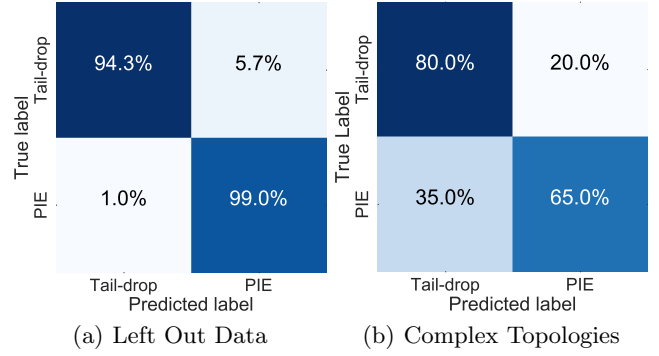 True label
Tail-drop
94.3% 5.7%
PIE
1.0% 99.0%
Tail-drop PIE
Predicted label
(a) Left Out Data
True Label
Tail-drop
80.0% 20.0%
PIE
35.0% 65.0%
Tail-drop PIE
Predicted label
(b) Complex Topologies